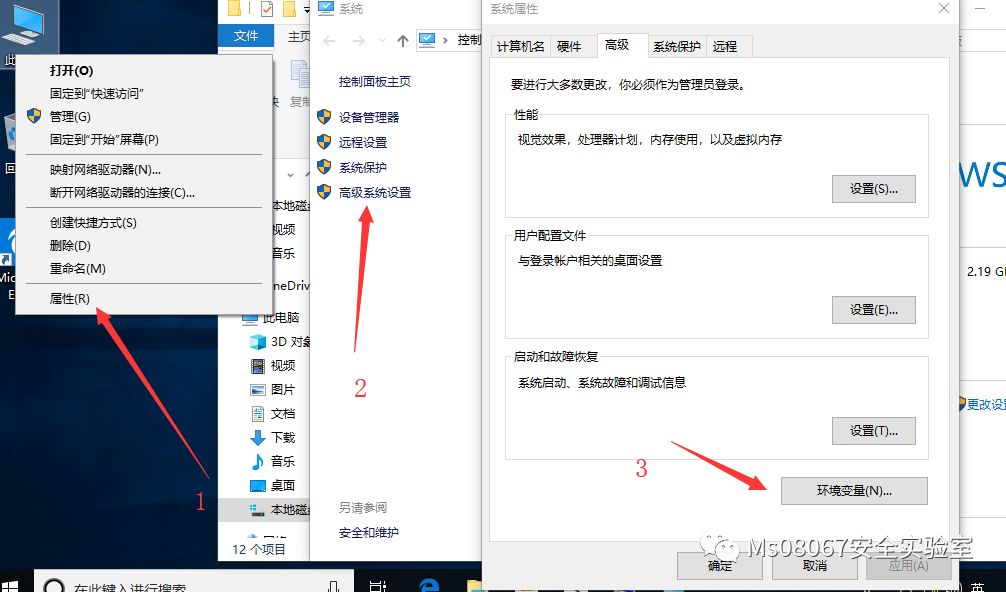 此
打开(O)
固定到"快速访问"
管理(G)
固定到"开始"屏幕(P)
映射网络驱动器(N)...
断开网络驱动器的连接(C)...
创建快捷方式(S)
删除(D)
重命名(M)
属性(R)
1
回
Mic
E
文件
主页
复制
本地磁
视频
音乐
neDriv
此电脑
3D 对象
视频
图片
文档
下载
音乐
桌面
本地磁
网络
12 个项目
系统
控制
控制面板主页
设备管理器
远程设置
系统保护
高级系统设置
2
另请参阅
安全和维护
系统属性
计算机名
硬件
高级
系统保护
远程
要进行大多数更改，你必须作为管理员登录。
性能
视觉效果，处理器计划，内存使用，以及虚拟内存
设置(S)...
用户配置文件
与登录帐户相关的桌面设置
设置(E)...
启动和故障恢复
系统启动、系统故障和调试信息
设置(T)...
3
环境变量(N)...
确定
取消
应用(A)
WS
2.19 G
更改设
Ms08067安全实验室
在此键入进行搜索
英